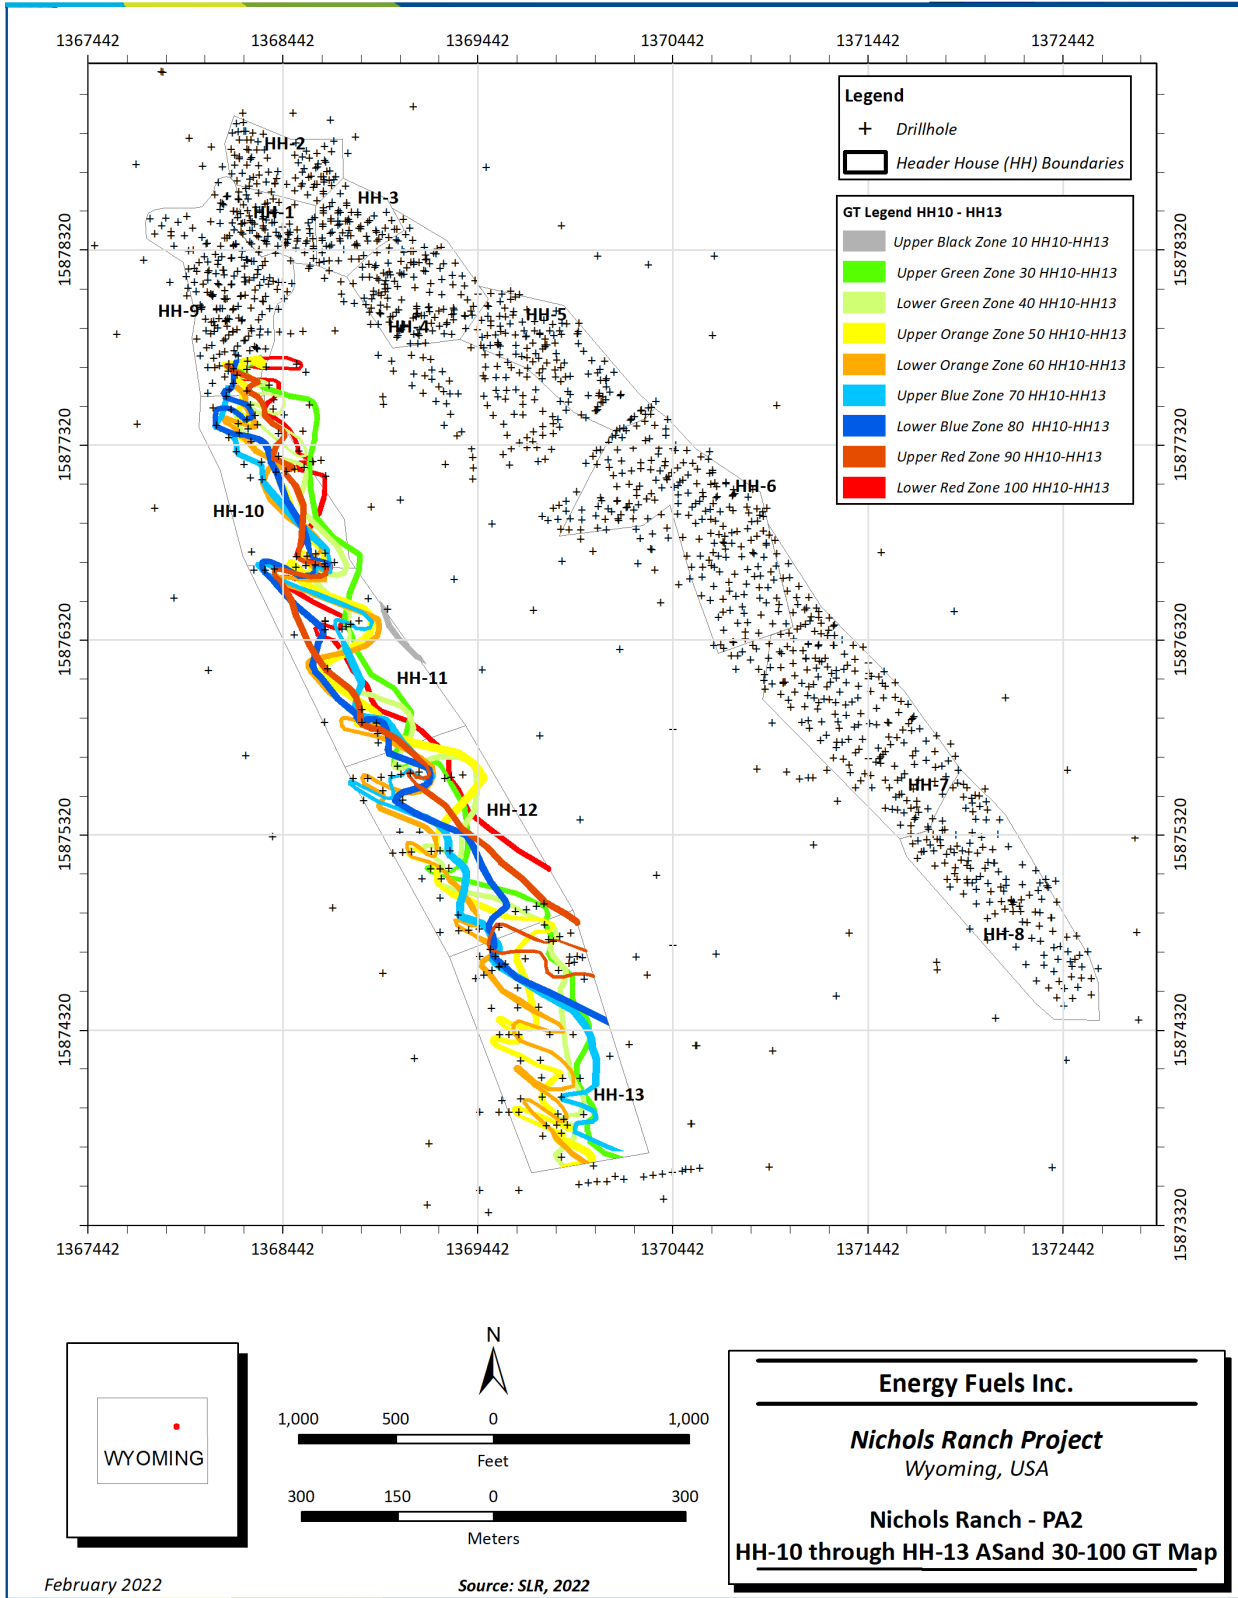 1367442 1368442 1369442 1370442 1371442 1372442
Legend
Drillhole
Header House (HH) Boundaries
GT Legend HH10 - HH13
Upper Black Zone 10 HH10-HH13
Upper Green Zone 30 HH10-HH13
Lower Green Zone 40 HH10-HH13
Upper Orange Zone 50 HH10-HH13
Lower Orange Zone 60 HH10-HH13
Upper Blue Zone 70 HH10-HH13
Lower Blue Zone 80 HH10-HH13
Upper Red Zone 90 HH10-HH13
Lower Red Zone 100 HH10-HH13
HH-2
HH-3
HH-1
HH-9
HH-4
HH-5
HH-6
HH-10
HH-11
HH-7
HH-12
HH-8
HH-13
15878320 15878320
15877320 15877320
15876320 15876320
15875320 15875320
15874320 15874320
15873320
1367442 1368442 1369442 1370442 1371442 1372442
WYOMING
N
1,000 500 0 1,000
Feet
300 150 0 300
Meters
Energy Fuels Inc.
Nichols Ranch Project
Wyoming, USA
Nichols Ranch - PA2
HH-10 through HH-13 ASand 30-100 GT Map
February 2022
Source: SLR, 2022